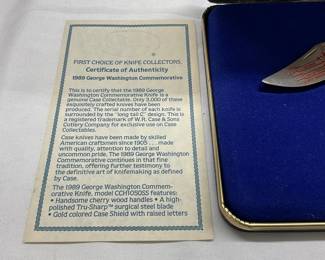 FIRST CHOICE OF KNIFE COLLECTORS.
Certificate of Authenticity
1989 George Washington Commemorative
This is to certify that the 1989 George
Washington Commemorative Knife is a
genuine Case Collectable. Only 3,000 of these
exquisitely crafted knives have been
produced. The serial number of each knife is
surrounded by the "long tail C" design. This is
a registered trademark of W.R. Case & Sons
Cutlery Company for exclusive use on Case
Collectables.
Case knives have been made by skilled
American craftsmen since 1905 .... made
with quality, attention to detail and
uncommon pride. The 1989 George Washington
Commemorative continues in that fine
tradition, offering further testimony to
the definitive art of Knifemaking as defined
by Case.
The 1989 George Washington Commem-
orative Knife, model CCH1050SS features:
• Handsome cherry wood handles • A high-
polished Tru-Sharp™ surgical steel blade
• Gold colored Case Shield with raised letters